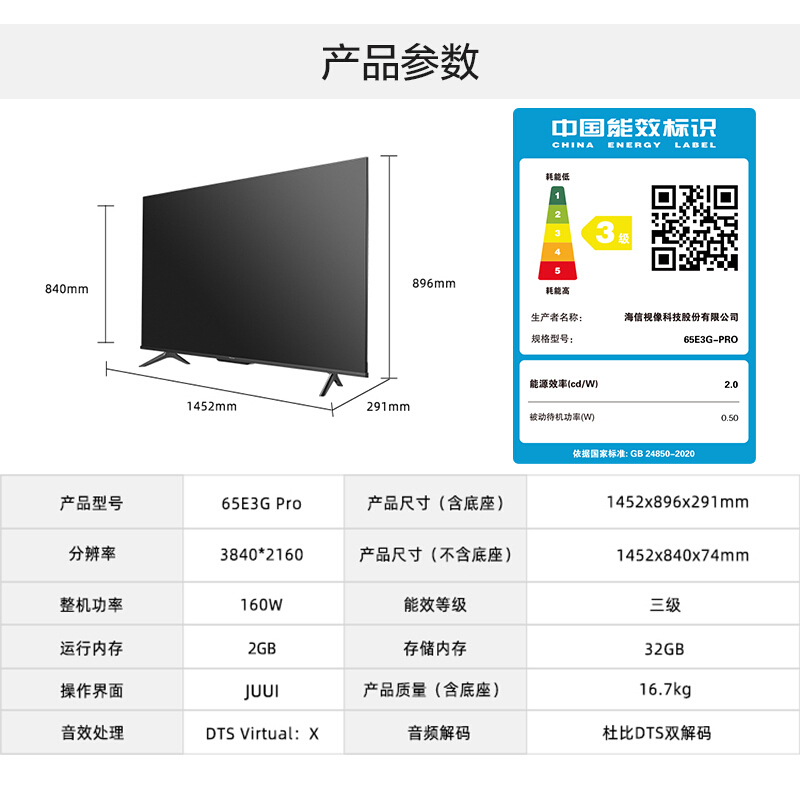 产品参数
中国能效标识
CHINA ENERGY LABEL
耗能低
1
2
3
4
5
耗能高
3级
生产者名称： 海信视像科技股份有限公司
规格型号： 65E3G-PRO
能源效率(cd/W) 2.0
被动待机功率(W) 0.50
依据国家标准: GB 24850-2020
840mm
896mm
1452mm
291mm
产品型号 65E3G Pro 产品尺寸（含底座） 1452x896x291mm
分辨率 3840*2160 产品尺寸（不含底座） 1452x840x74mm
整机功率 160W 能效等级 三级
运行内存 2GB 存储内存 32GB
操作界面 JUUI 产品质量（含底座） 16.7kg
音效处理 DTS Virtual：X 音频解码 杜比DTS双解码